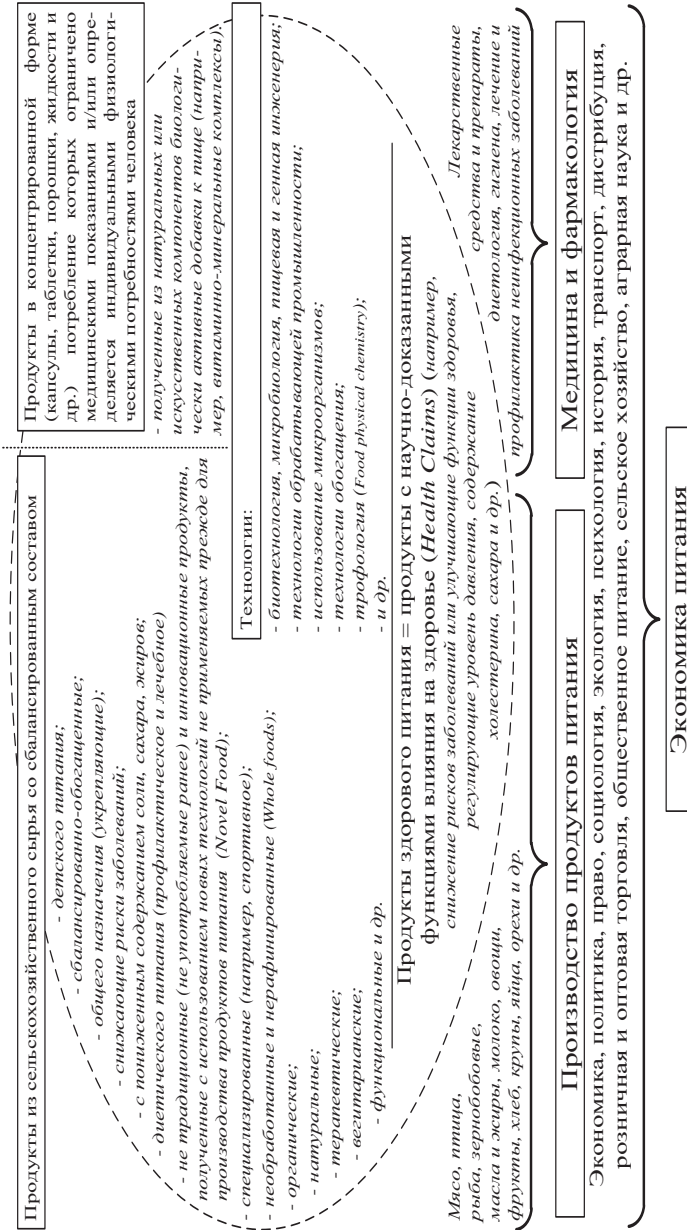 Продукты из сельскохозяйственного сырья со сбалансированным составом
- детского питания;
- сбалансированно-обогащенные;
- общего назначения (укрепляющие);
- снижающие риски заболеваний;
- с пониженным содержанием соли, сахара, жиров;
- диетического питания (профилактическое и лечебное)
- не традиционные (не употребляемые ранее) и инновационные продукты,
полученные с использованием новых технологий не применяемых прежде для
производства продуктов питания (Novel Food);
- специализированные (например, спортивное);
- необработанные и нерафинированные (Whole foods);
- органические;
- натуральные;
- терапевтические;
- вегитарианские;
- функциональные и др.
Продукты в концентрированной форме
(капсулы, таблетки, порошки, жидкости и
др.) потребление которых ограничено
медицинскими показаниями и/или опре-
деляется индивидуальными физиологи-
ческими потребностями человека
- полученные из натуральных или
искусственных компонентов биологи-
чески активные добавки к пище (напри-
мер, витаминно-минеральные комплексы).
Технологии:
- биотехнология, микробиология, пищевая и генная инженерия;
- технологии обрабатывающей промышленности;
- использование микроорганизмов;
- технологии обогащения;
- трофология (Food physical chemistry);
- и др.
Продукты здорового питания = продукты с научно-доказанными
функциями влияния на здоровье (Health Claims) (например,
снижение рисков заболеваний или улучшающие функции здоровья,
регулирующие уровень давления, содержание
холестерина, сахара и др.)
Мясо, птица,
рыба, зернобобовые,
масла и жиры, молоко, овощи,
фрукты, хлеб, крупы, яйца, орехи и др.
Лекарственные
средства и препараты,
диетология, гигиена, лечение и
профилактика неинфекционных заболеваний
Производство продуктов питания
Медицина и фармакология
Экономика, политика, право, социология, экология, психология, история, транспорт, дистрибуция,
розничная и оптовая торговля, общественное питание, сельское хозяйство, аграрная наука и др.
Экономика питания